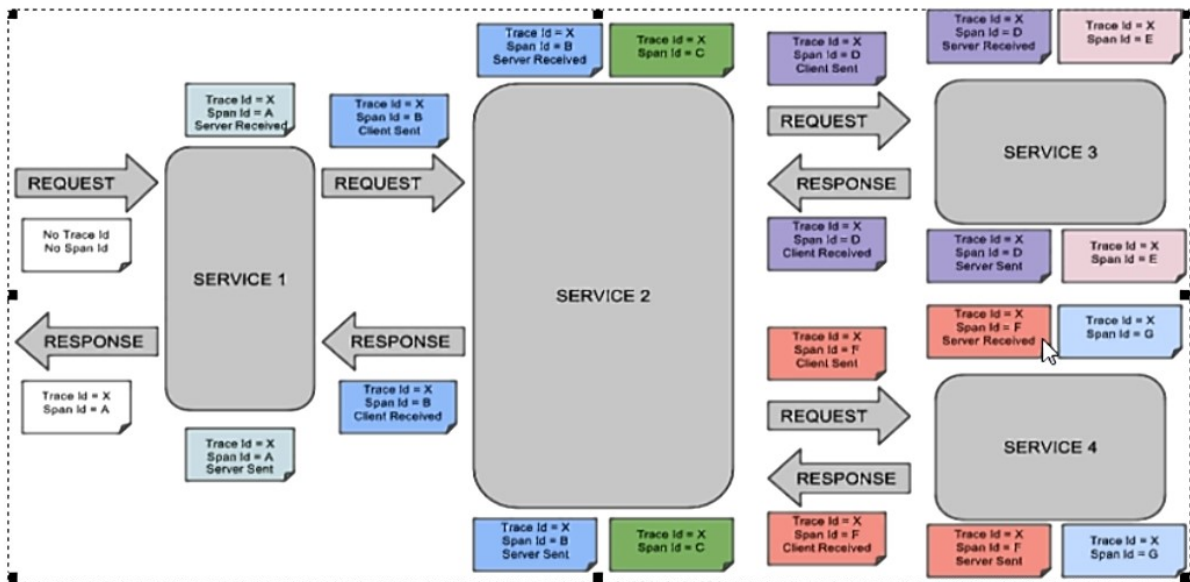 Trace Id = X
Span Id = B
Server Received
Trace Id = X
Span Id = C
Trace Id = X
Span Id = D
Client Sent
Trace Id = X
Span Id = D
Server Received
Trace Id = X
Span Id = E
Trace Id = X
Span Id = A
Server Received
Trace Id = X
Span Id = B
Client Sent
REQUEST
REQUEST
REQUEST
SERVICE 3
RESPONSE
No Trace Id
No Span Id
SERVICE 1
SERVICE 2
Trace Id = X
Span Id = D
Client Received
Trace Id = X
Span Id = D
Server Sent
Trace Id = X
Span Id = E
RESPONSE
RESPONSE
Trace Id = X
Span Id = F
Client Sent
Trace Id = X
Span Id = F
Server Received
Trace Id = X
Span Id = G
Trace Id = X
Span Id = A
Trace Id = X
Span Id = B
Client Received
REQUEST
SERVICE 4
RESPONSE
Trace Id = X
Span Id = A
Server Sent
Trace Id = X
Span Id = B
Server Sent
Trace Id = X
Span Id = C
Trace Id = X
Span Id = F
Client Received
Trace Id = X
Span Id = F
Server Sent
Trace Id = X
Span Id = G